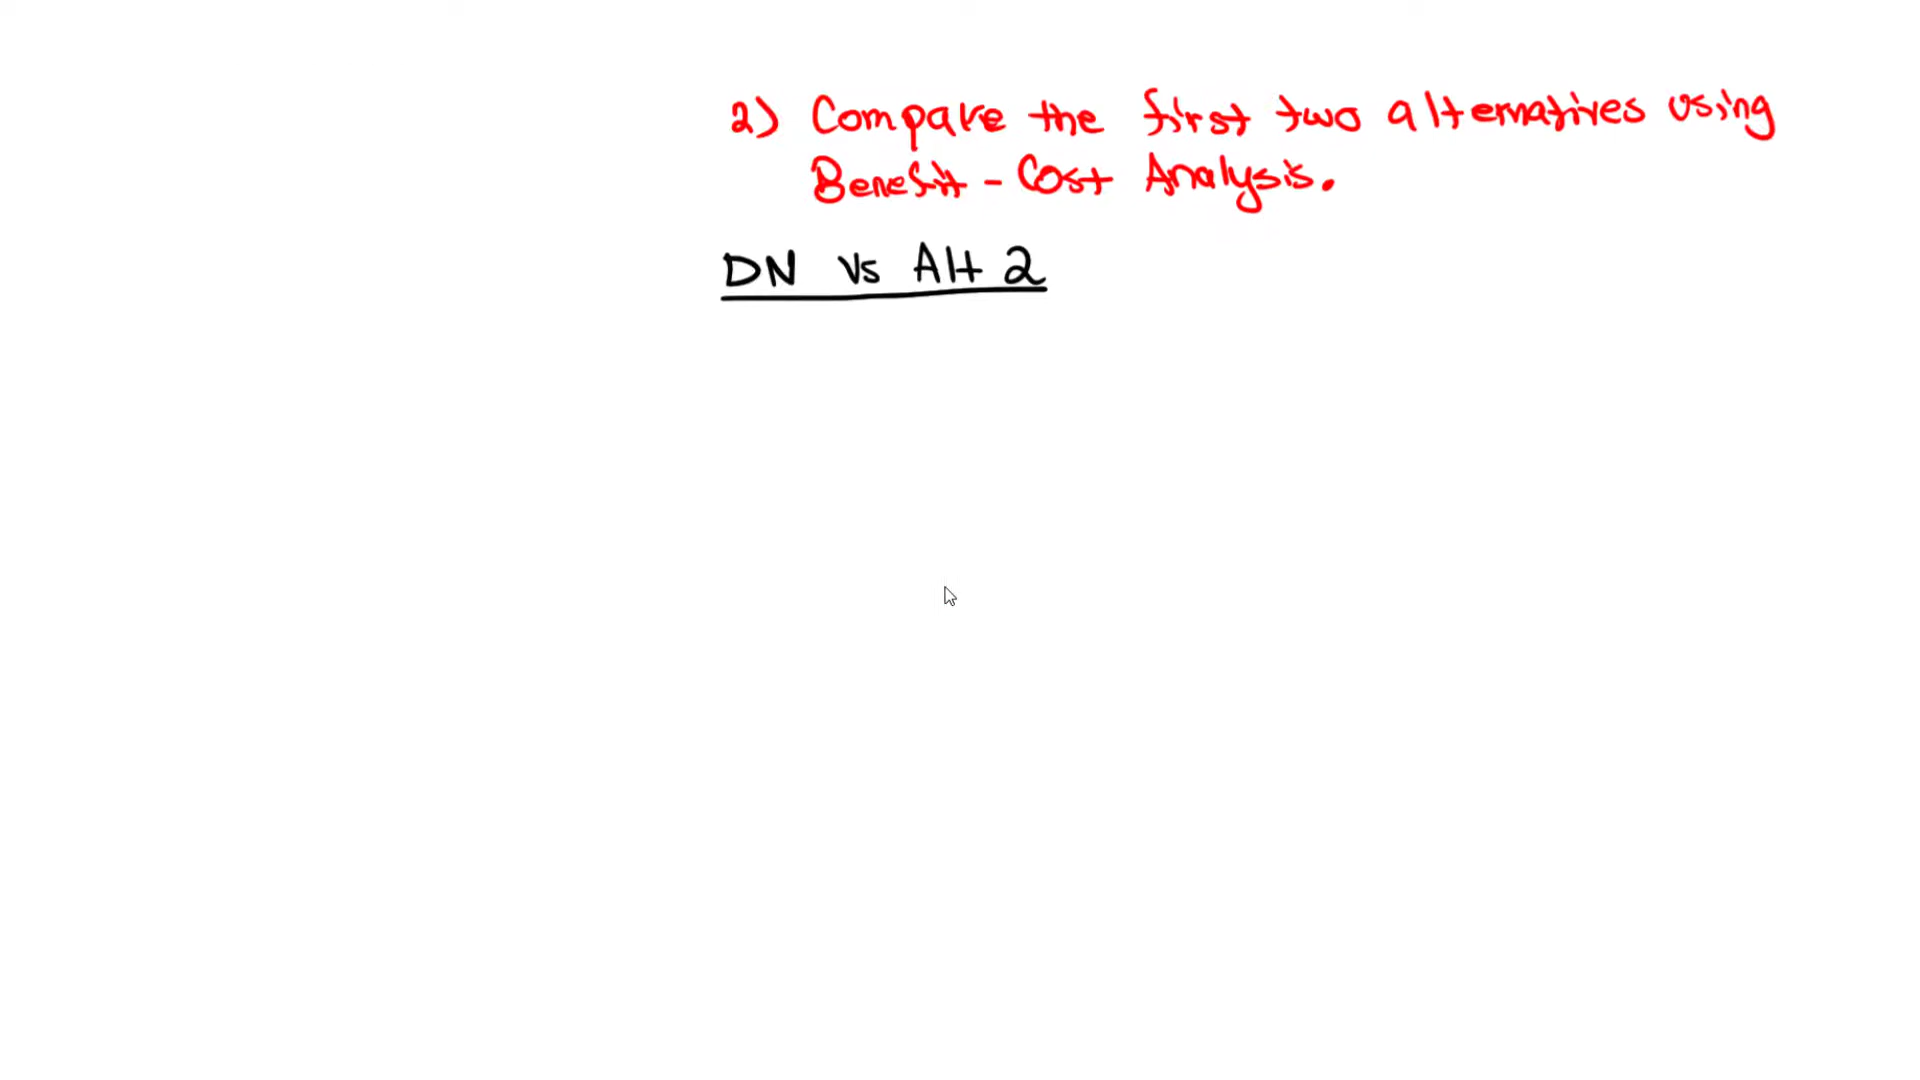 2) Compare the first two alternatives using
Benefit - Cost Analysis.
DN Vs Alt 2